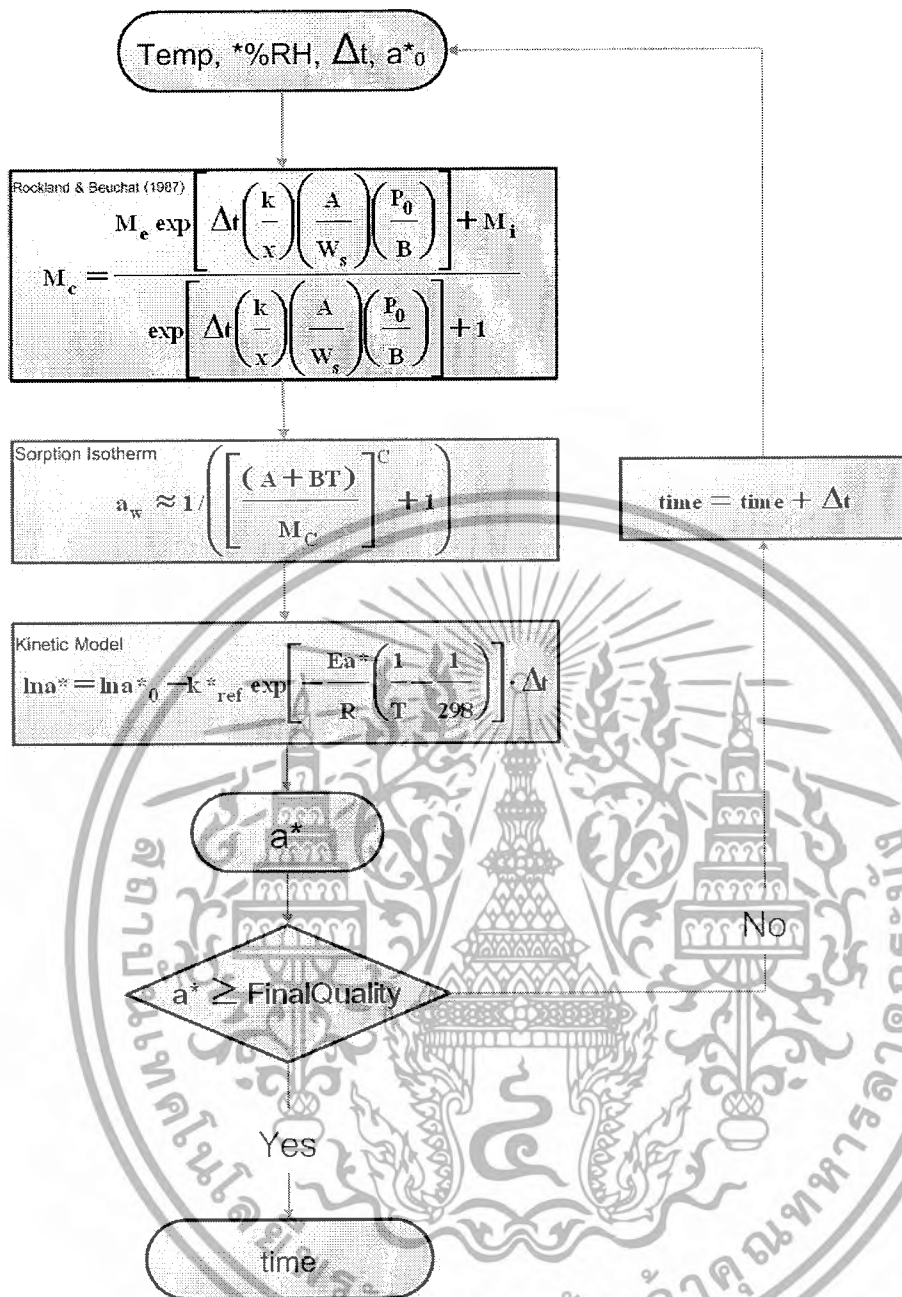 Temp, *%RH, Δt, a*₀
Rockland & Beuchat (1987)
M_c = (M_e exp[Δt(k/x)(A/W_s)(P_0/B)] + M_i) / (exp[Δt(k/x)(A/W_s)(P_0/B)] + 1)
Sorption Isotherm
a_w ≈ 1/([(A + BT)/M_C]^C + 1)
time = time + Δt
Kinetic Model
lna* = lna*₀ − k*_ref exp[−Ea*/R (1/T − 1/298)]·Δt
a*
No
a* ≥ FinalQuality
Yes
time